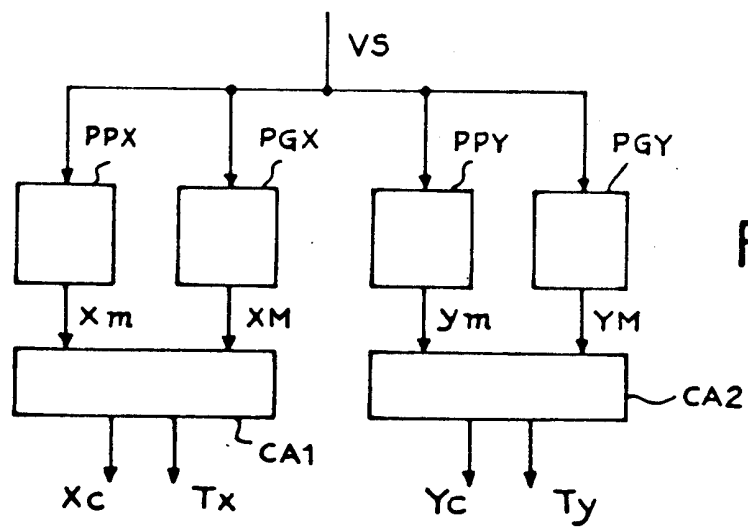 VS
PPX PGX PPY PGY
Xm XM Ym YM
CA1 CA2
Xc Tx Yc Ty